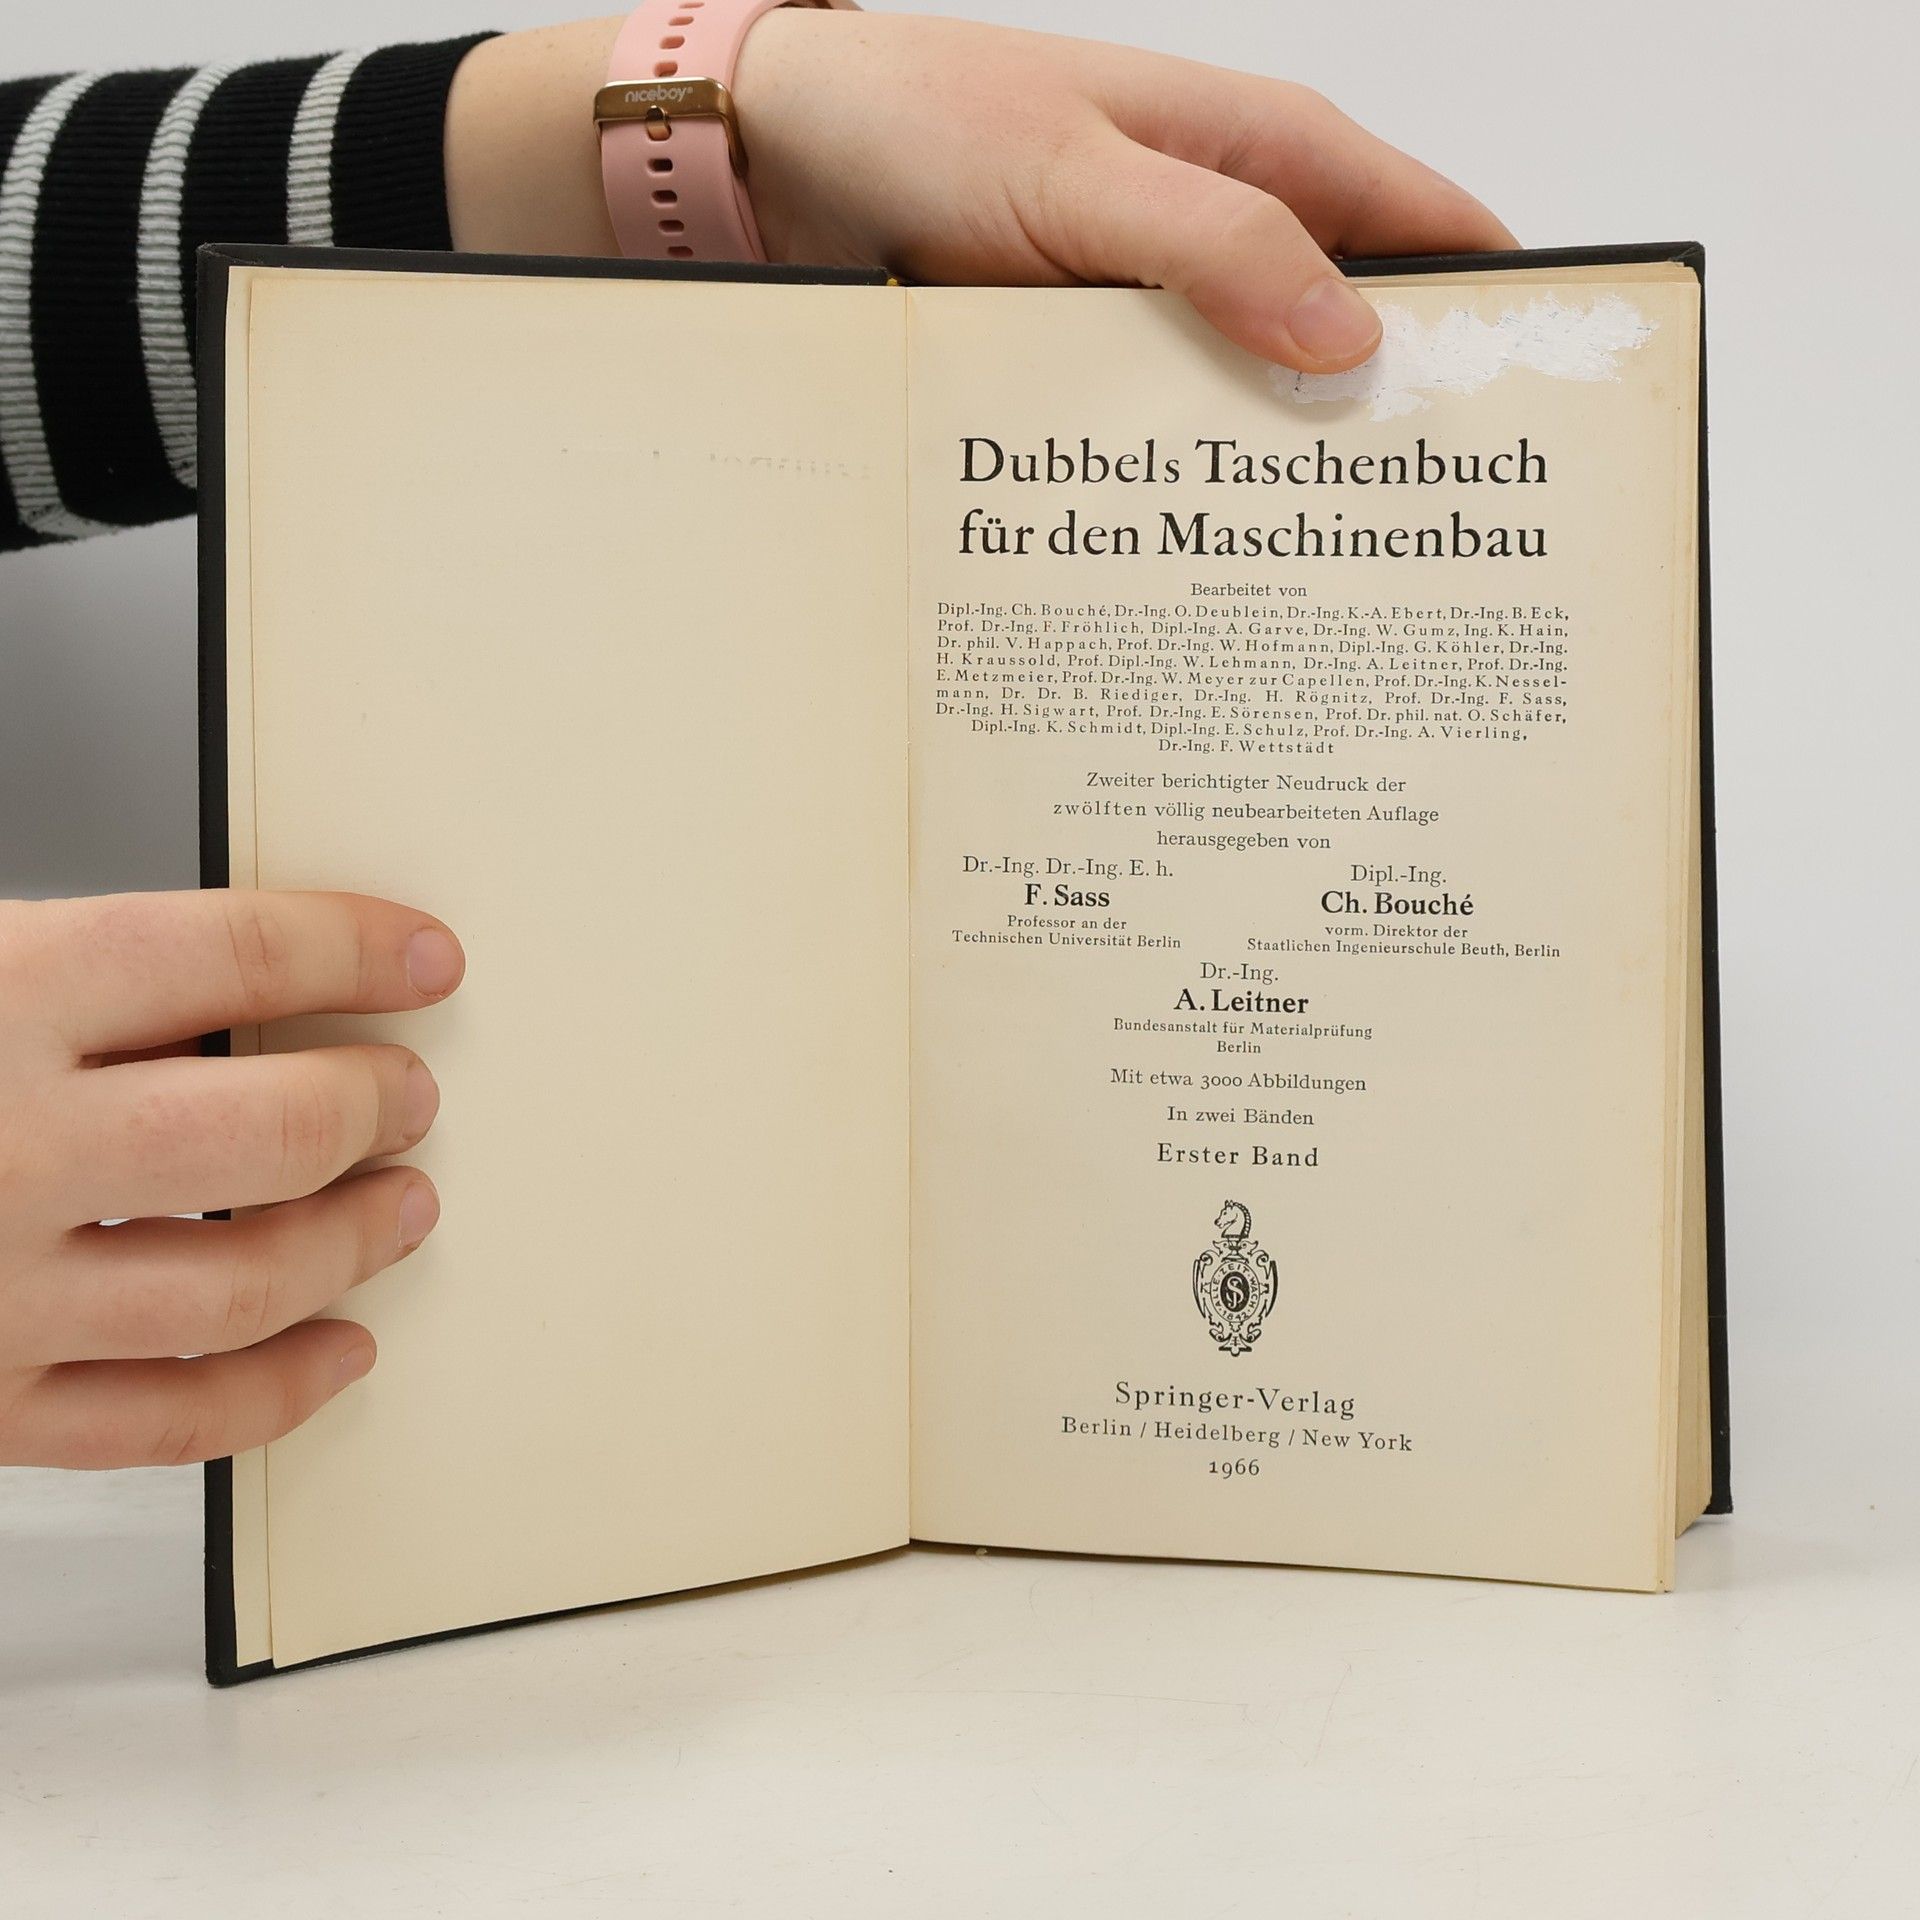 niceboy®
Dubbels Taschenbuch
für den Maschinenbau
Bearbeitet von
Dipl.-Ing. Ch. Bouché, Dr.-Ing. O. Deublein, Dr.-Ing. K.-A. Ebert, Dr.-Ing. B. Eck,
Prof. Dr.-Ing. F. Fröhlich, Dipl.-Ing. A. Garve, Dr.-Ing. W. Gumz, Ing. K. Hain,
Dr. phil. V. Happach, Prof. Dr.-Ing. W. Hofmann, Dipl.-Ing. G. Köhler, Dr.-Ing.
H. Kraussold, Prof. Dipl.-Ing. W. Lehmann, Dr.-Ing. A. Leitner, Prof. Dr.-Ing.
E. Metzmeier, Prof. Dr.-Ing. W. Meyer zur Capellen, Prof. Dr.-Ing. K. Nessel-
mann, Dr. Dr. B. Riediger, Dr.-Ing. H. Rögnitz, Prof. Dr.-Ing. F. Sass,
Dr.-Ing. H. Sigwart, Prof. Dr.-Ing. E. Sörensen, Prof. Dr. phil. nat. O. Schäfer,
Dipl.-Ing. K. Schmidt, Dipl.-Ing. E. Schulz, Prof. Dr.-Ing. A. Vierling,
Dr.-Ing. F. Wettstädt
Zweiter berichtigter Neudruck der
zwölften völlig neubearbeiteten Auflage
herausgegeben von
Dr.-Ing. Dr.-Ing. E. h.
F. Sass
Professor an der
Technischen Universität Berlin
Dipl.-Ing.
Ch. Bouché
vorm. Direktor der
Staatlichen Ingenieurschule Beuth, Berlin
Dr.-Ing.
A. Leitner
Bundesanstalt für Materialprüfung
Berlin
Mit etwa 3000 Abbildungen
In zwei Bänden
Erster Band
ALLE·ZEIT·WACH
1842
Springer-Verlag
Berlin / Heidelberg / New York
1966